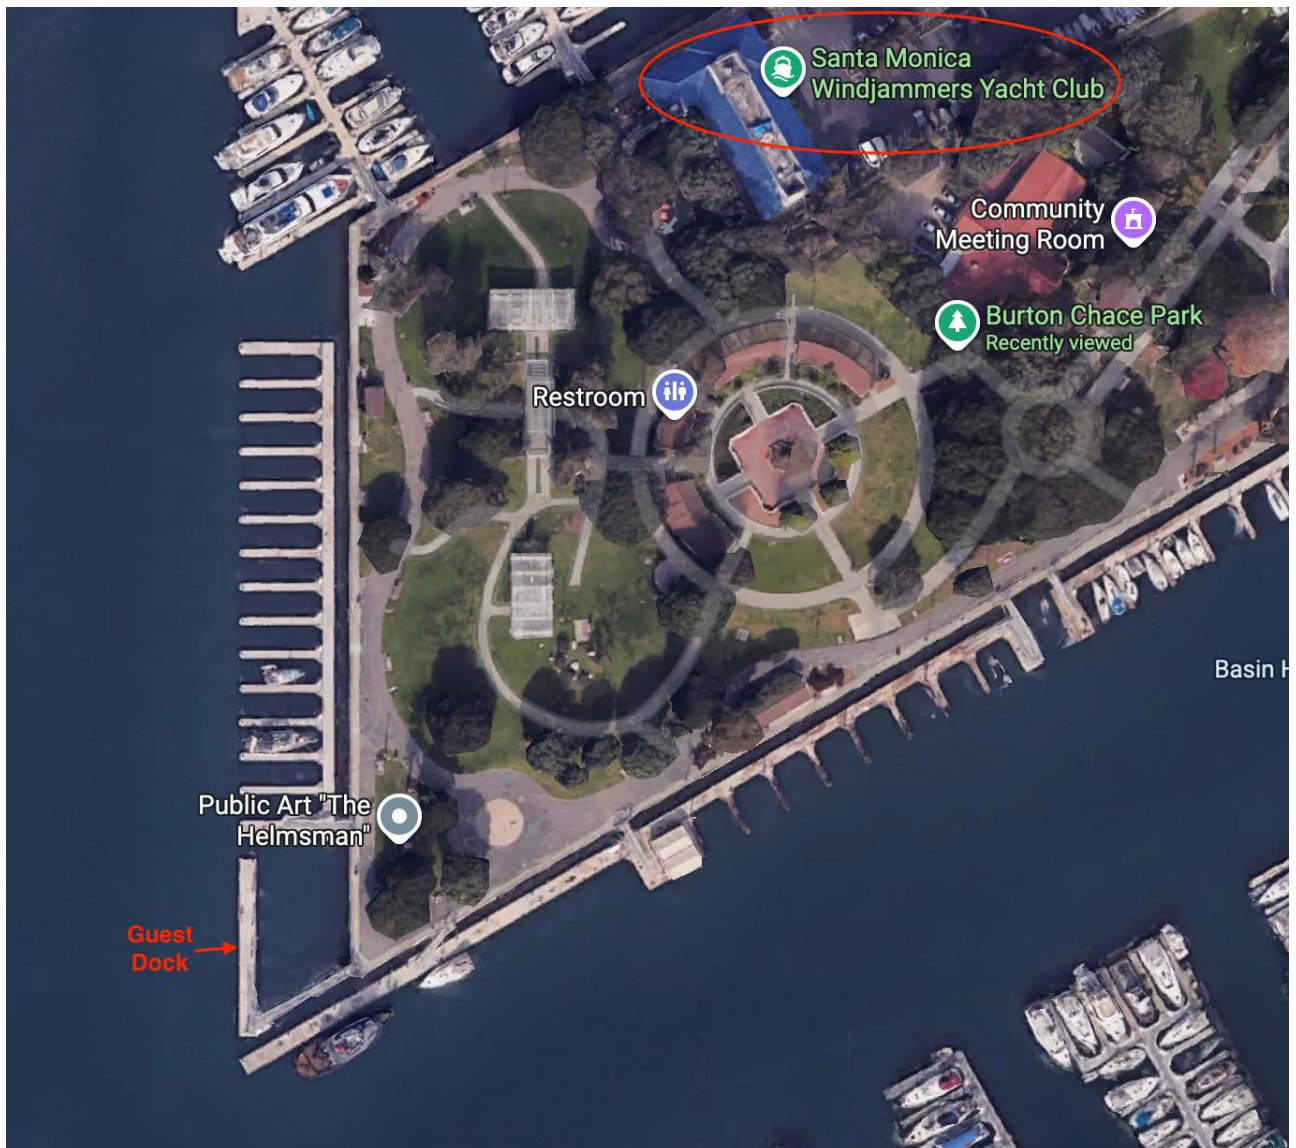 Santa Monica
Windjammers Yacht Club
Community
Meeting Room
Burton Chace Park
Recently viewed
Restroom
Basin H
Public Art "The
Helmsman"
Guest
Dock